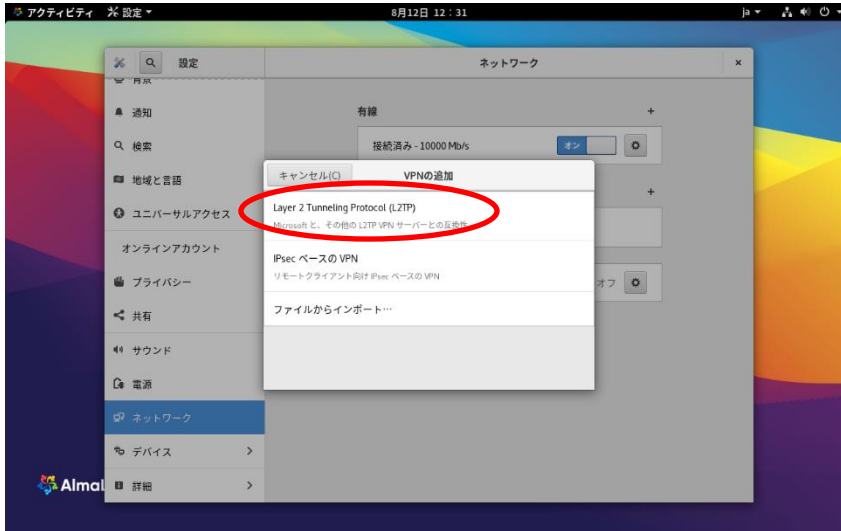 アクティビティ 設定
8月12日 12：31
ja
設定
ネットワーク
×
背景
通知
検索
地域と言語
ユニバーサルアクセス
オンラインアカウント
プライバシー
共有
サウンド
電源
ネットワーク
デバイス
詳細
有線
+
接続済み - 10000 Mb/s
オン
+
オフ
キャンセル(C)
VPNの追加
Layer 2 Tunneling Protocol (L2TP)
Microsoft と、その他の L2TP VPN サーバーとの互換性
IPsec ベースの VPN
リモートクライアント向け IPsec ベースの VPN
ファイルからインポート…
Almal